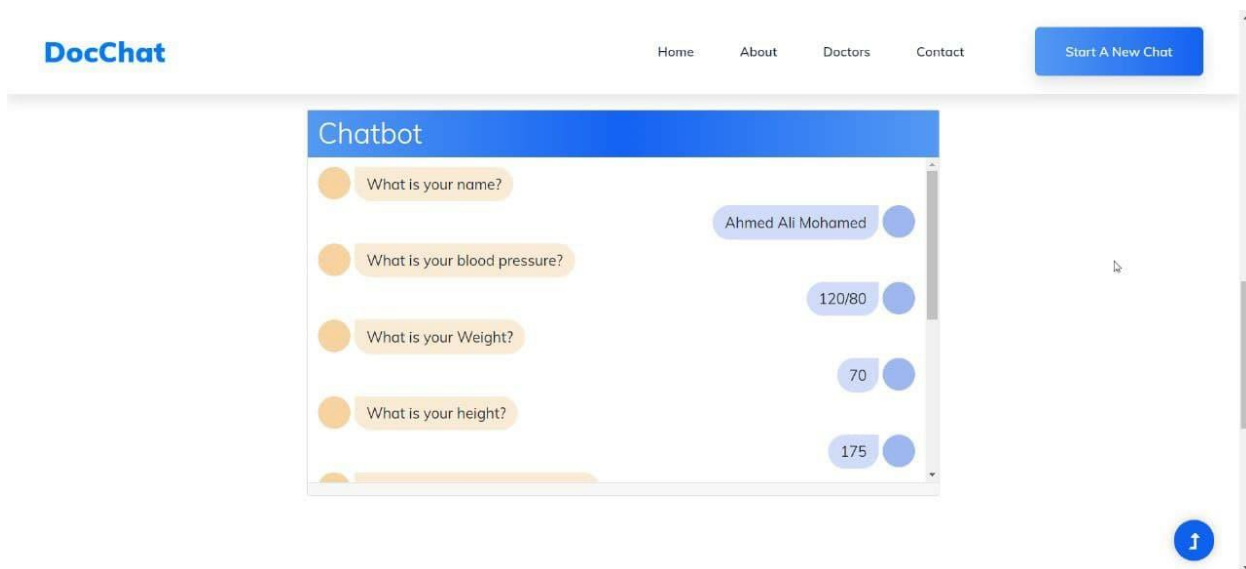 DocChat
Home About Doctors Contact Start A New Chat
Chatbot
What is your name?
Ahmed Ali Mohamed
What is your blood pressure?
120/80
What is your Weight?
70
What is your height?
175